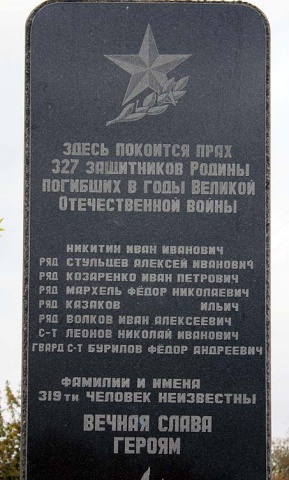 Здесь покоится прах
327 защитников Родины
погибших в годы Великой
Отечественной войны
Никитин Иван Иванович
ряд Стульцев Алексей Иванович
ряд Козаренко Иван Петрович
ряд Мархель Фёдор Николаевич
ряд Казаков Ильич
ряд Волков Иван Алексеевич
с-т Леонов Николай Иванович
гвард с-т Бурилов Фёдор Андреевич
Фамилии и имена
319ти человек неизвестны
Вечная слава
героям